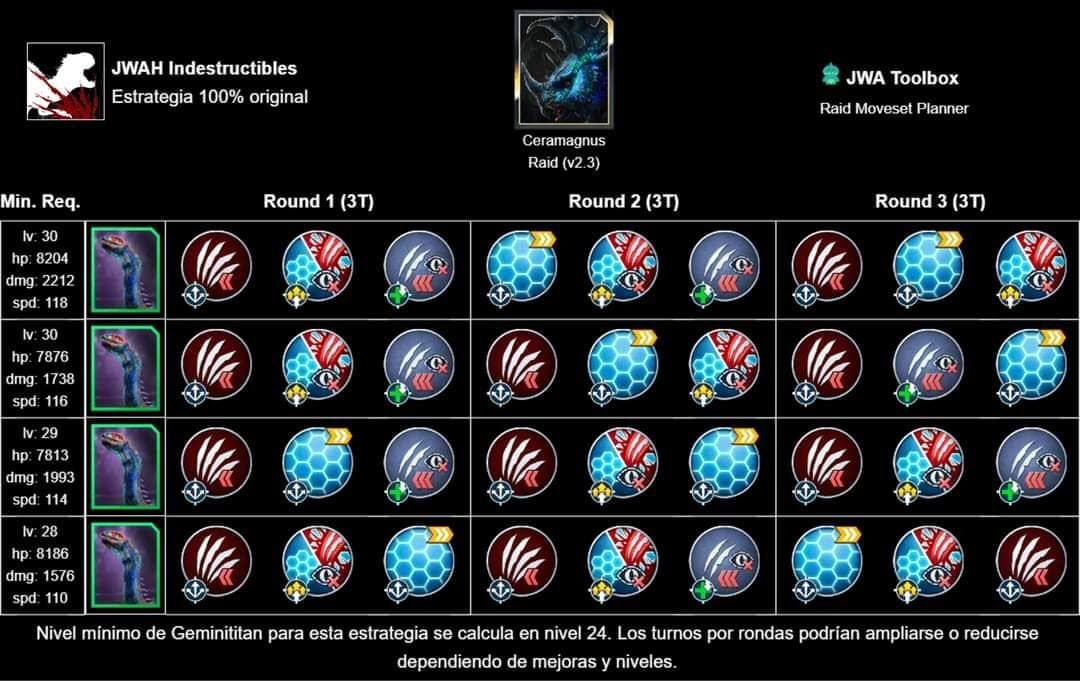 JWAH Indestructibles
Estrategia 100% original
Ceramagnus
Raid (v2.3)
JWA Toolbox
Raid Moveset Planner
Min. Req.
Round 1 (3T)
Round 2 (3T)
Round 3 (3T)
lv: 30
hp: 8204
dmg: 2212
spd: 118
lv: 30
hp: 7876
dmg: 1738
spd: 116
lv: 29
hp: 7813
dmg: 1993
spd: 114
lv: 28
hp: 8186
dmg: 1576
spd: 110
Nivel mínimo de Geminititan para esta estrategia se calcula en nivel 24. Los turnos por rondas podrían ampliarse o reducirse
dependiendo de mejoras y niveles.